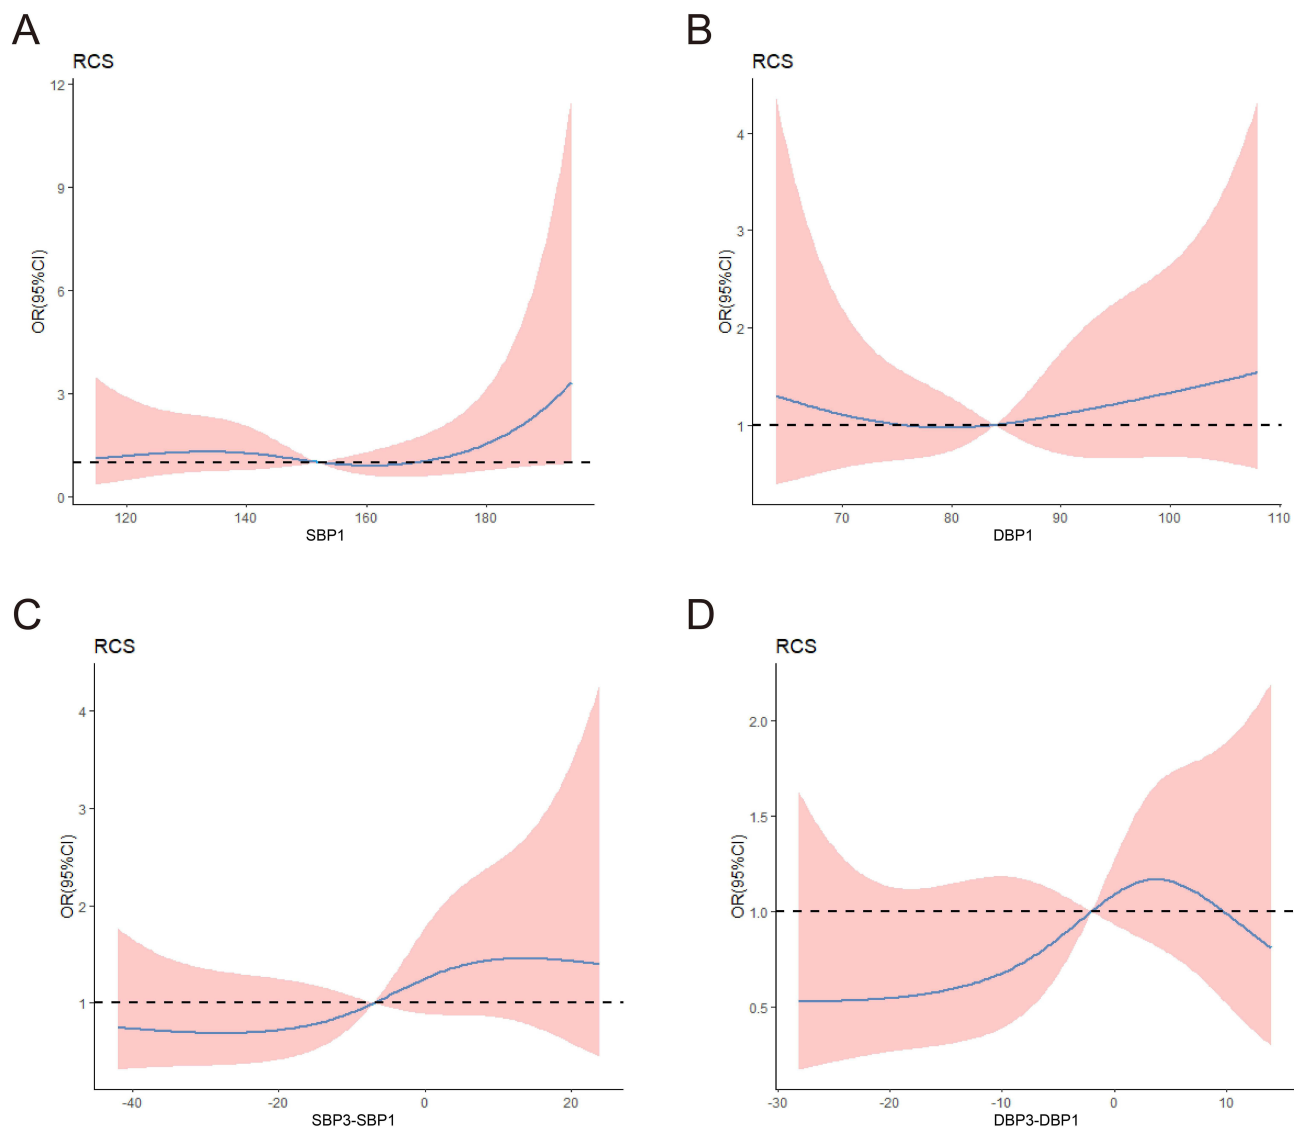 A
RCS
OR(95%CI)
12
9
6
3
0
120 140 160 180
SBP1
B
RCS
OR(95%CI)
4
3
2
1
70 80 90 100 110
DBP1
C
RCS
OR(95%CI)
4
3
2
1
-40 -20 0 20
SBP3-SBP1
D
RCS
OR(95%CI)
2.0
1.5
1.0
0.5
-30 -20 -10 0 10
DBP3-DBP1